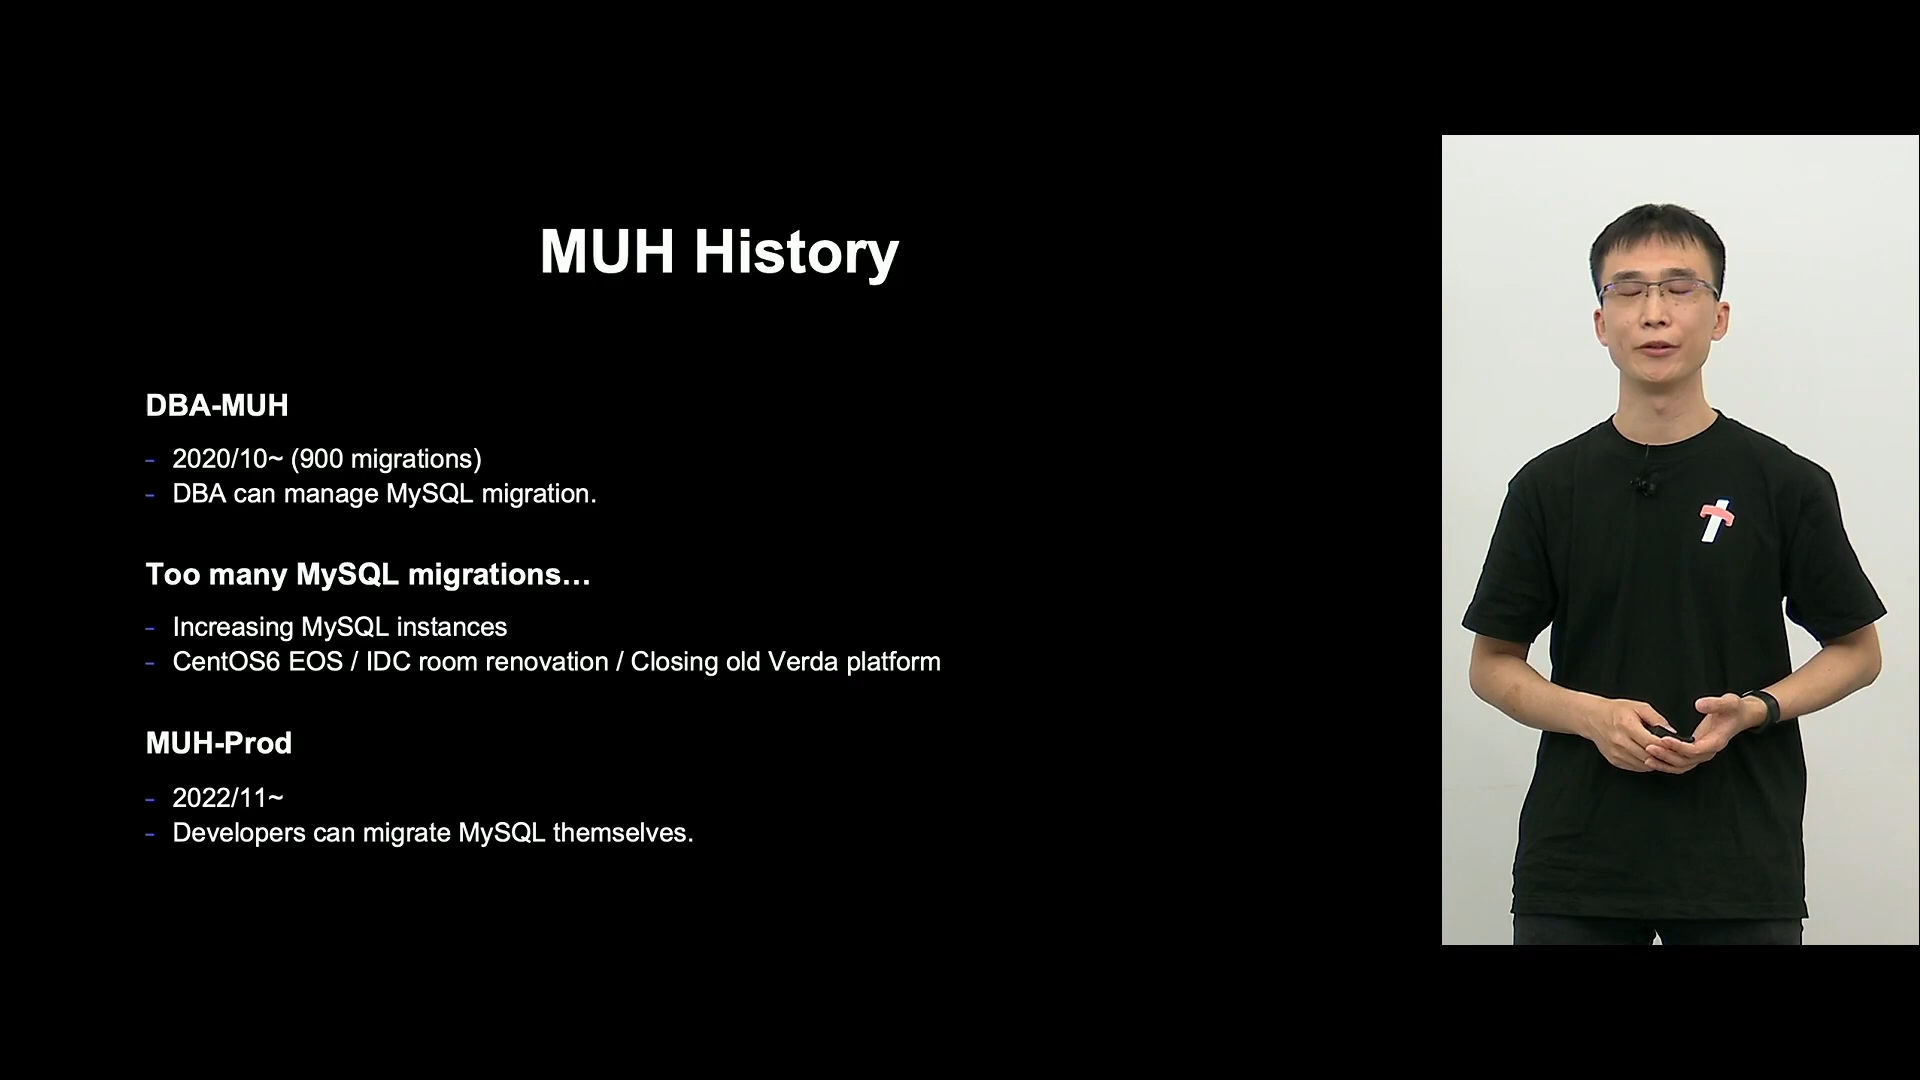 MUH History
DBA-MUH
- 2020/10~ (900 migrations)
- DBA can manage MySQL migration.
Too many MySQL migrations…
- Increasing MySQL instances
- CentOS6 EOS / IDC room renovation / Closing old Verda platform
MUH-Prod
- 2022/11~
- Developers can migrate MySQL themselves.